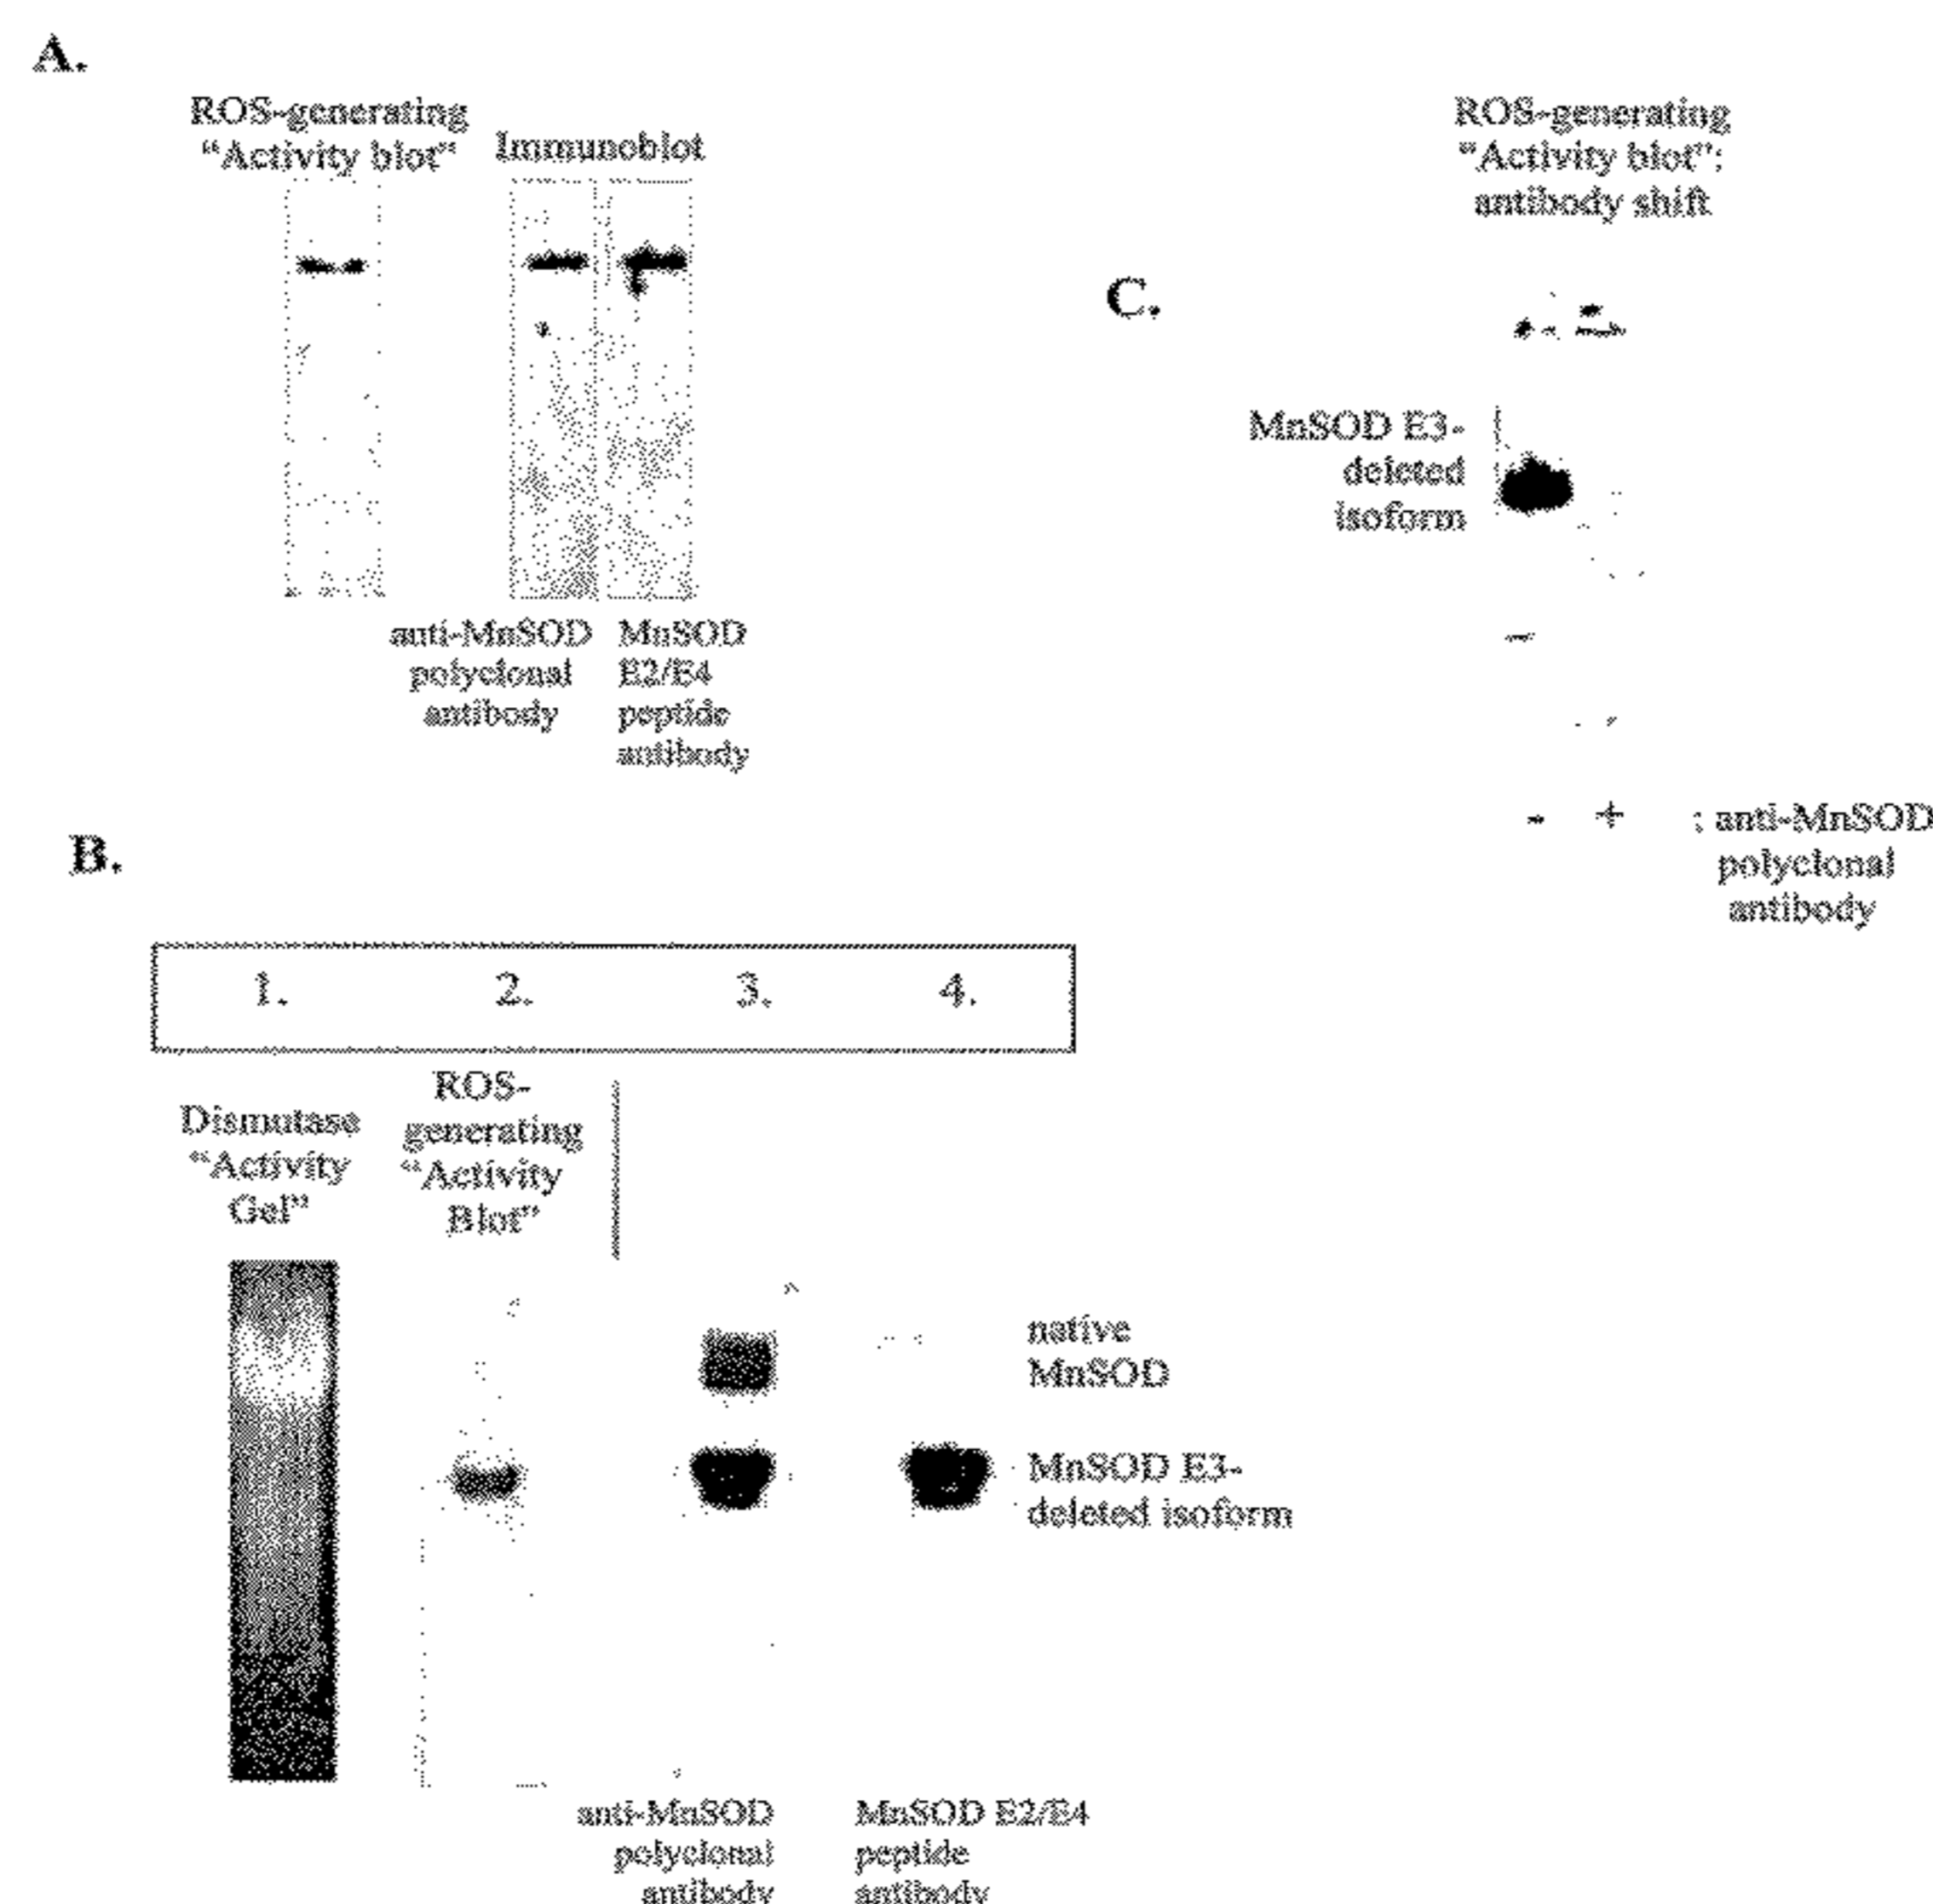 A.
ROS-generating
"Activity blot"
Immunoblot
anti-MnSOD
polyclonal
antibody
MnSOD
E2/E4
peptide
antibody
ROS-generating
"Activity blot";
antibody shift
C.
MnSOD E3-
deleted
isoform
- +
: anti-MnSOD
polyclonal
antibody
B.
1. 2. 3. 4.
Dismutase
"Activity
Gel"
ROS-
generating
"Activity
Blot"
native
MnSOD
MnSOD E3-
deleted isoform
anti-MnSOD
polyclonal
antibody
MnSOD E2/E4
peptide
antibody